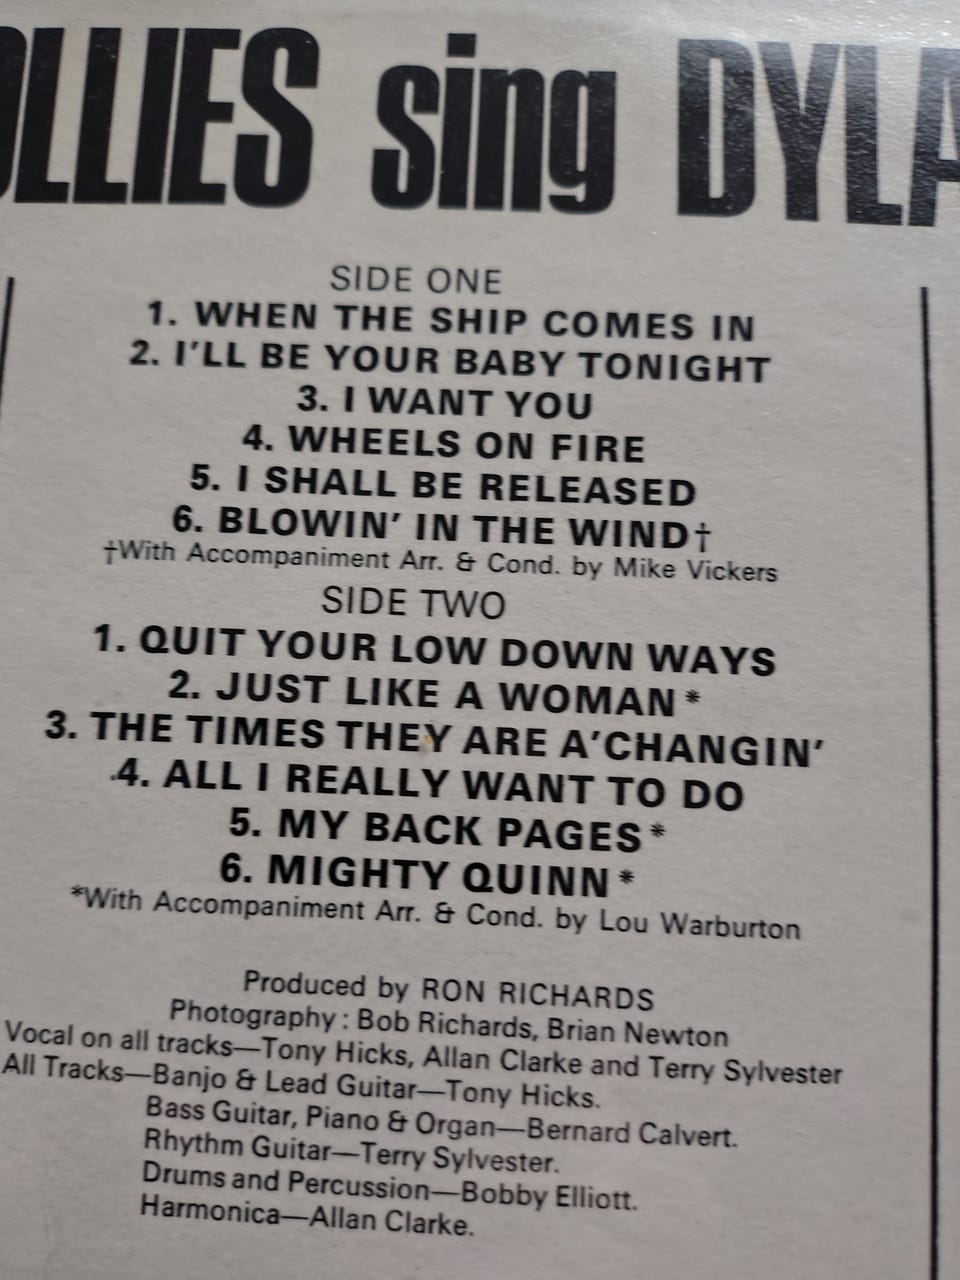 OLLIES sing DYLA
SIDE ONE
1. WHEN THE SHIP COMES IN
2. I'LL BE YOUR BABY TONIGHT
3. I WANT YOU
4. WHEELS ON FIRE
5. I SHALL BE RELEASED
6. BLOWIN' IN THE WIND†
†With Accompaniment Arr. & Cond. by Mike Vickers
SIDE TWO
1. QUIT YOUR LOW DOWN WAYS
2. JUST LIKE A WOMAN*
3. THE TIMES THEY ARE A'CHANGIN'
4. ALL I REALLY WANT TO DO
5. MY BACK PAGES*
6. MIGHTY QUINN*
*With Accompaniment Arr. & Cond. by Lou Warburton
Produced by RON RICHARDS
Photography: Bob Richards, Brian Newton
Vocal on all tracks—Tony Hicks, Allan Clarke and Terry Sylvester
All Tracks—Banjo & Lead Guitar—Tony Hicks.
Bass Guitar, Piano & Organ—Bernard Calvert.
Rhythm Guitar—Terry Sylvester.
Drums and Percussion—Bobby Elliott.
Harmonica—Allan Clarke.